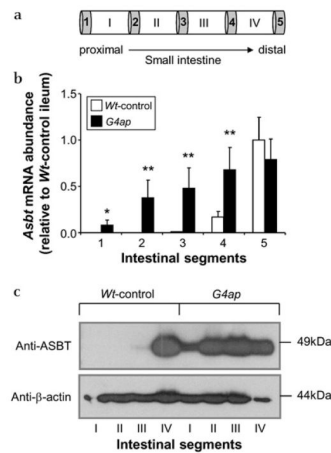 a
1 I 2 II 3 III 4 IV 5
proximal distal
Small intestine
b
Asbt mRNA abundance
(relative to Wt-control ileum)
1.5
1.0
0.5
0.0
Wt-control
G4ap
* ** ** **
1 2 3 4 5
Intestinal segments
c
Wt-control G4ap
Anti-ASBT 49kDa
Anti-β-actin 44kDa
I II III IV I II III IV
Intestinal segments